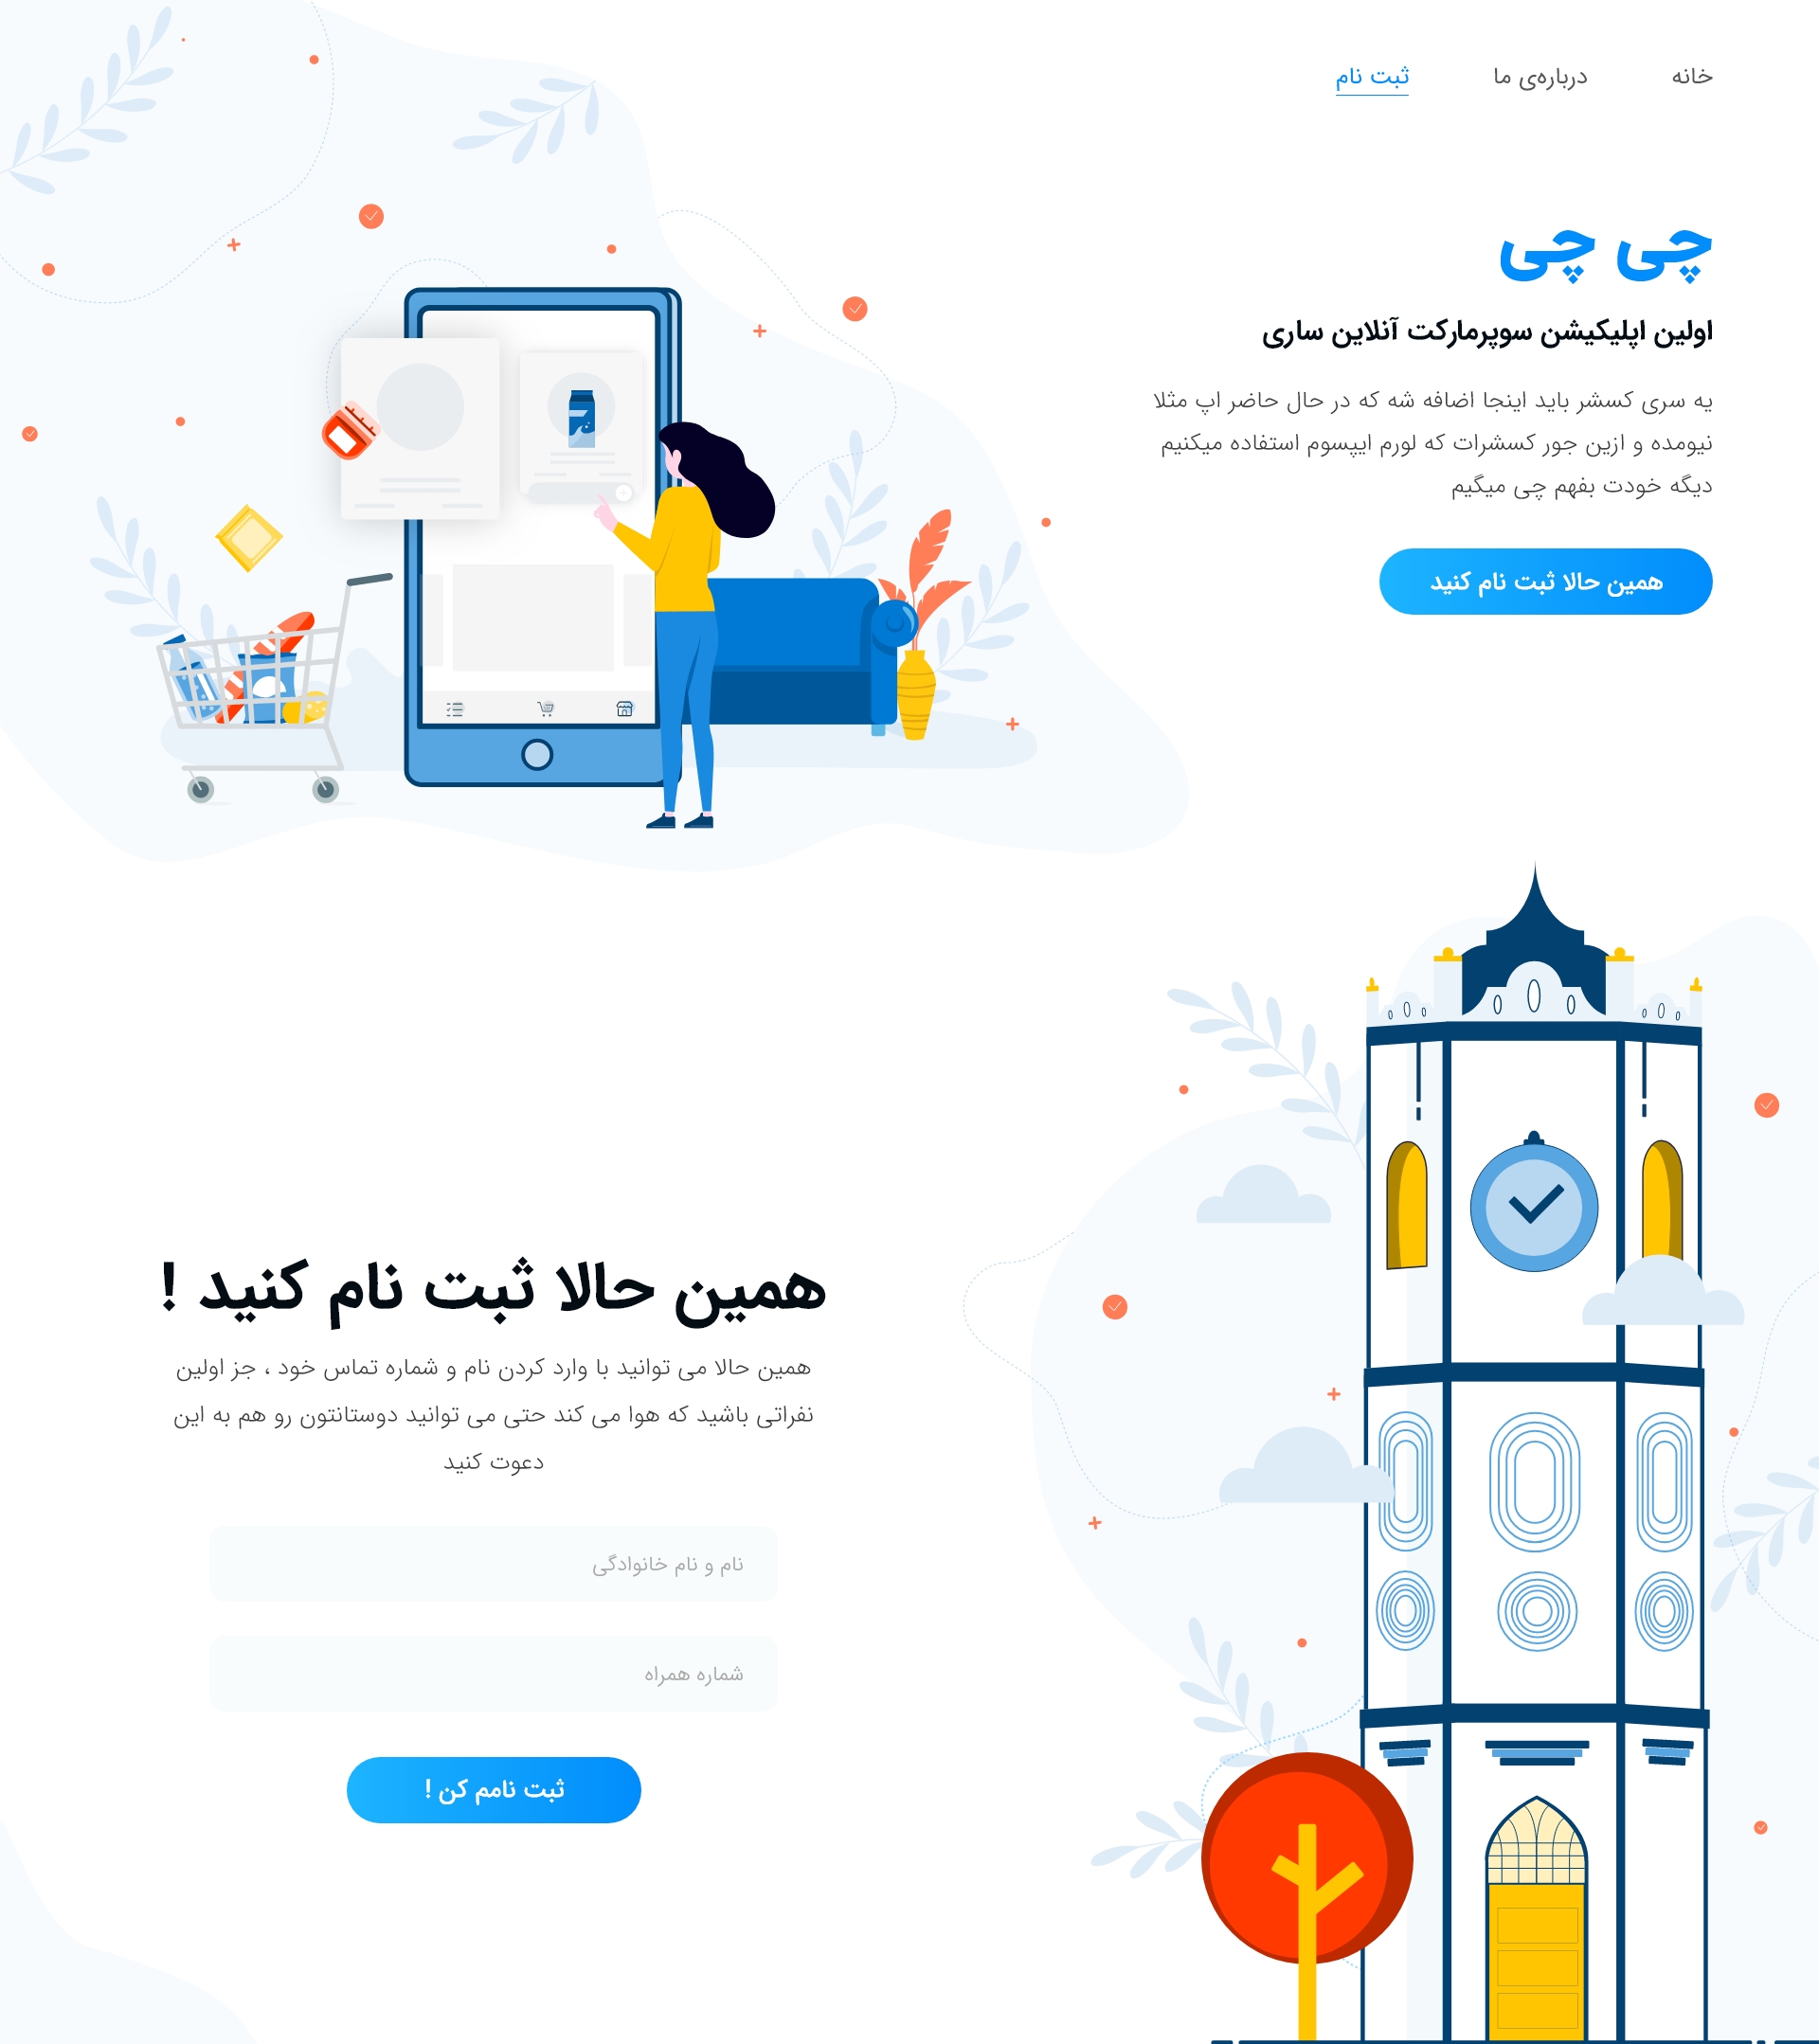 خانه
درباره‌ی ما
ثبت نام
چی چی
اولین اپلیکیشن سوپرمارکت آنلاین ساری
یه سری کسشر باید اینجا اضافه شه که در حال حاضر اپ مثلا
نیومده و ازین جور کسشرات که لورم ایپسوم استفاده میکنیم
دیگه خودت بفهم چی میگیم
همین حالا ثبت نام کنید
همین حالا ثبت نام کنید !
همین حالا می توانید با وارد کردن نام و شماره تماس خود ، جز اولین
نفراتی باشید که هوا می کند حتی می توانید دوستانتون رو هم به این
دعوت کنید
نام و نام خانوادگی
شماره همراه
ثبت نامم کن !